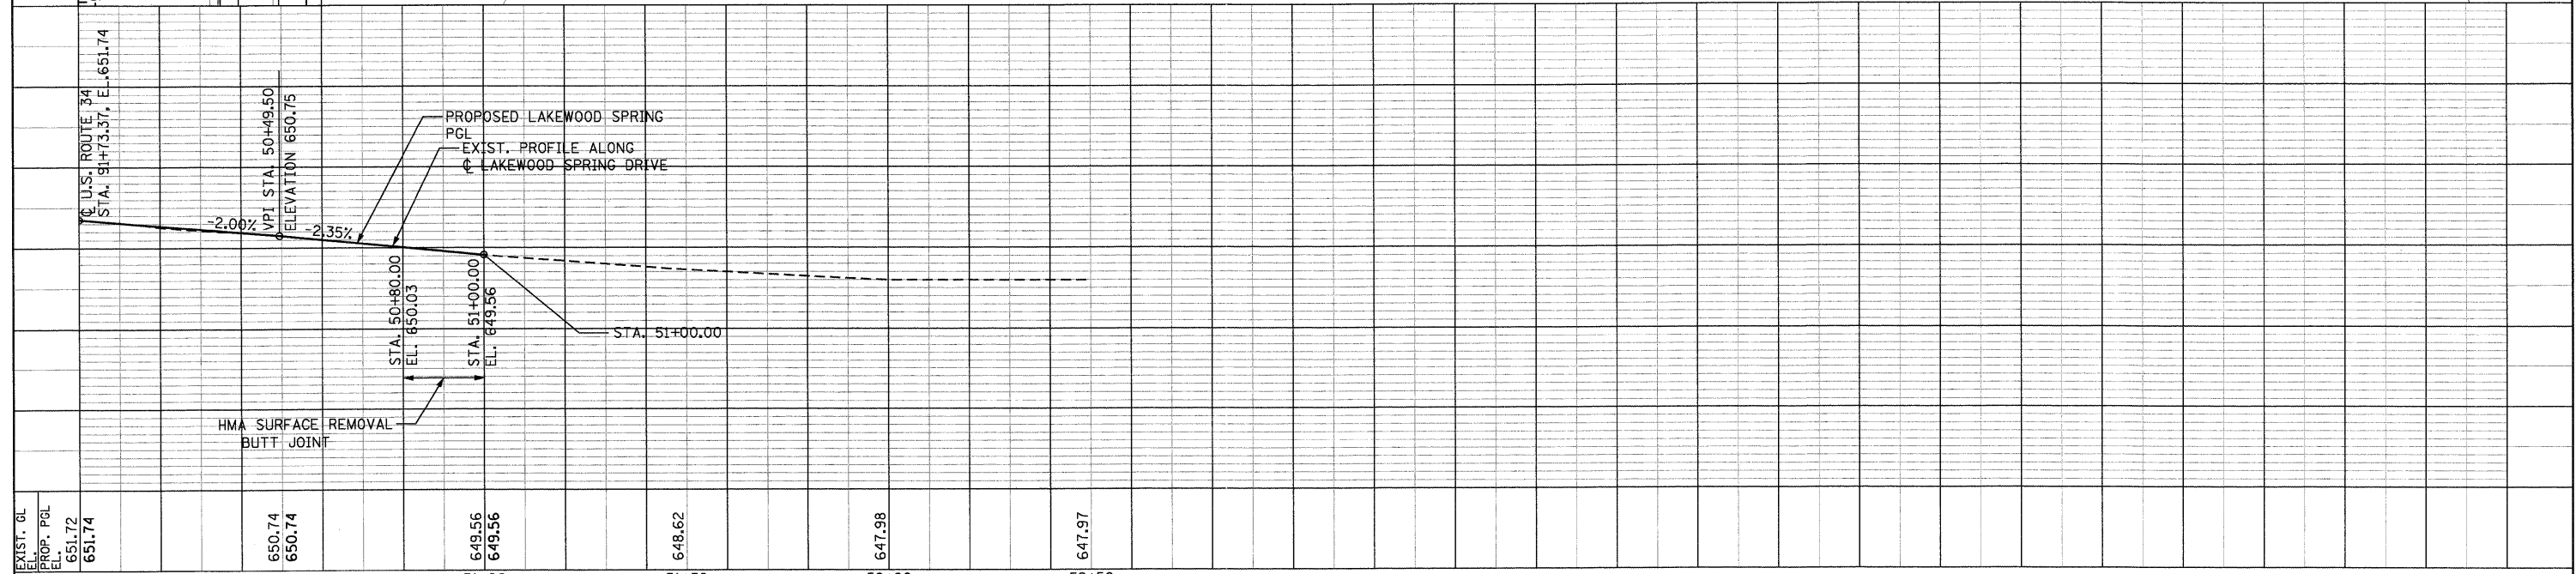 ℄ U.S. ROUTE 34
STA. 91+73.37, EL.651.74
VPI STA. 50+49.50
ELEVATION 650.75
PROPOSED LAKEWOOD SPRING
PGL
EXIST. PROFILE ALONG
℄ LAKEWOOD SPRING DRIVE
-2.00%
-2.35%
STA. 50+80.00
EL. 650.03
STA. 51+00.00
EL. 649.56
STA. 51+00.00
HMA SURFACE REMOVAL
BUTT JOINT
EXIST. GL
EL.
PROP. PGL
EL.
651.72
651.74
650.74
650.74
649.56
649.56
648.62
647.98
647.97